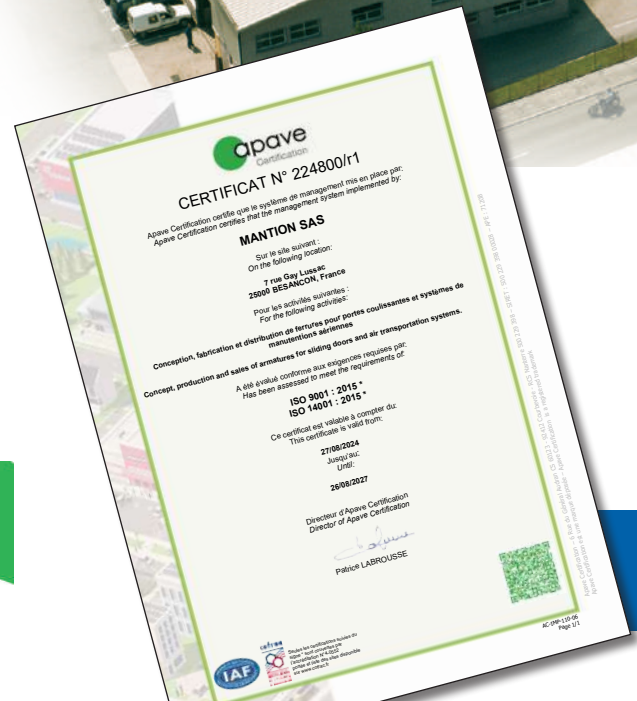 apave
Certification
CERTIFICAT N° 224800/r1
Apave Certification certifie que le système de management mis en place par:
Apave Certification certifies that the management system implemented by:
MANTION SAS
Sur le site suivant :
On the following location:
7 rue Gay Lussac
25000 BESANCON, France
Pour les activités suivantes :
For the following activities:
Conception, fabrication et distribution de ferrures pour portes coulissantes et systèmes de
manutentions aériennes
Concept, production and sales of armatures for sliding doors and air transportation systems.
A été évalué conforme aux exigences requises par:
Has been assessed to meet the requirements of:
ISO 9001 : 2015 *
ISO 14001 : 2015 *
Ce certificat est valable à compter du:
This certificate is valid from:
27/08/2024
Jusqu'au:
Until:
26/08/2027
Directeur d'Apave Certification
Director of Apave Certification
Patrice LABROUSSE
IAF
cofrac
AC-IMP-110-06
Page 1/1